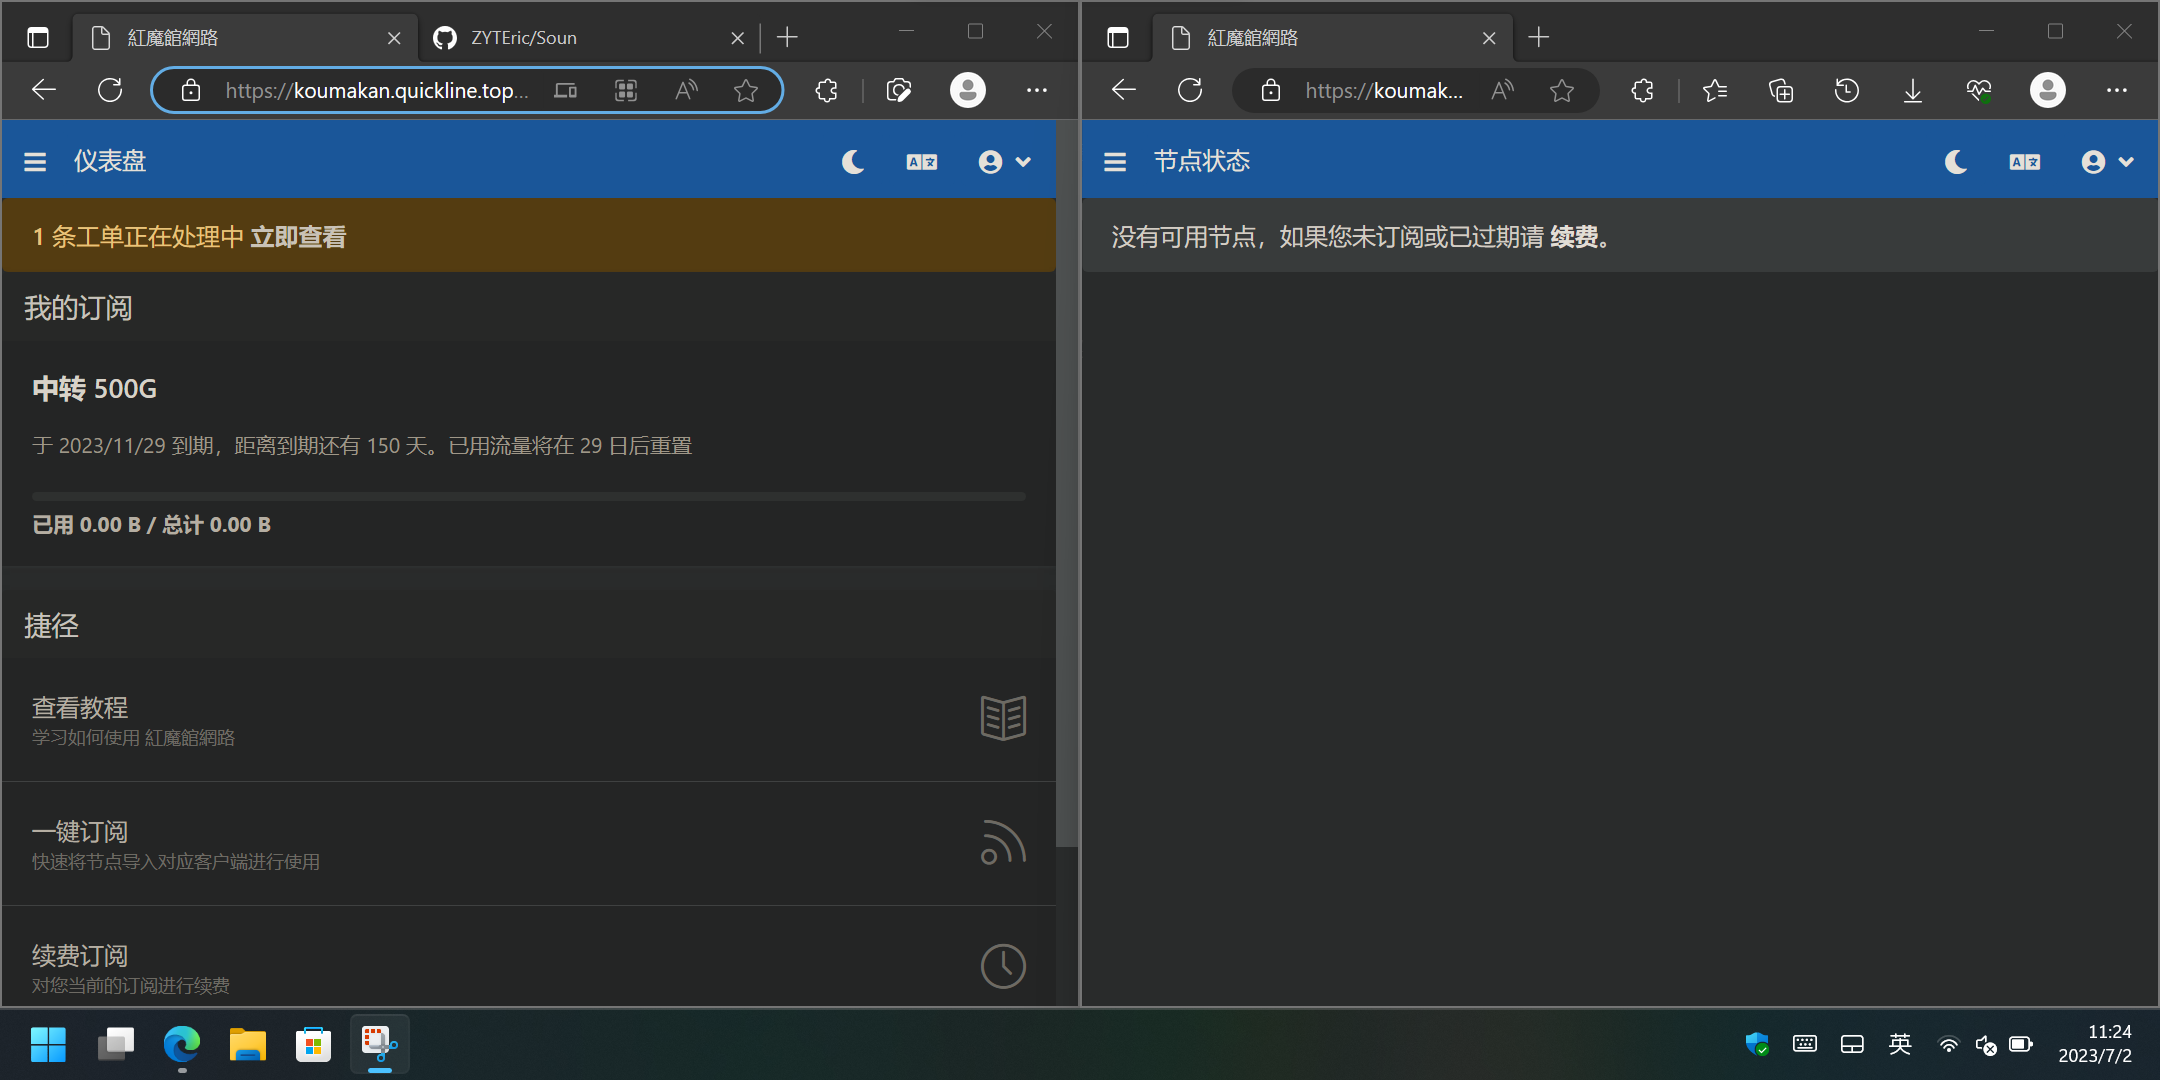 紅魔館網路
ZYTEric/Soun
https://koumakan.quickline.top...
仪表盘
1 条工单正在处理中 立即查看
我的订阅
中转 500G
于 2023/11/29 到期，距离到期还有 150 天。已用流量将在 29 日后重置
已用 0.00 B / 总计 0.00 B
捷径
查看教程
学习如何使用 紅魔館網路
一键订阅
快速将节点导入对应客户端进行使用
续费订阅
对您当前的订阅进行续费
紅魔館網路
https://koumak...
节点状态
没有可用节点，如果您未订阅或已过期请 续费。
英
11:24
2023/7/2